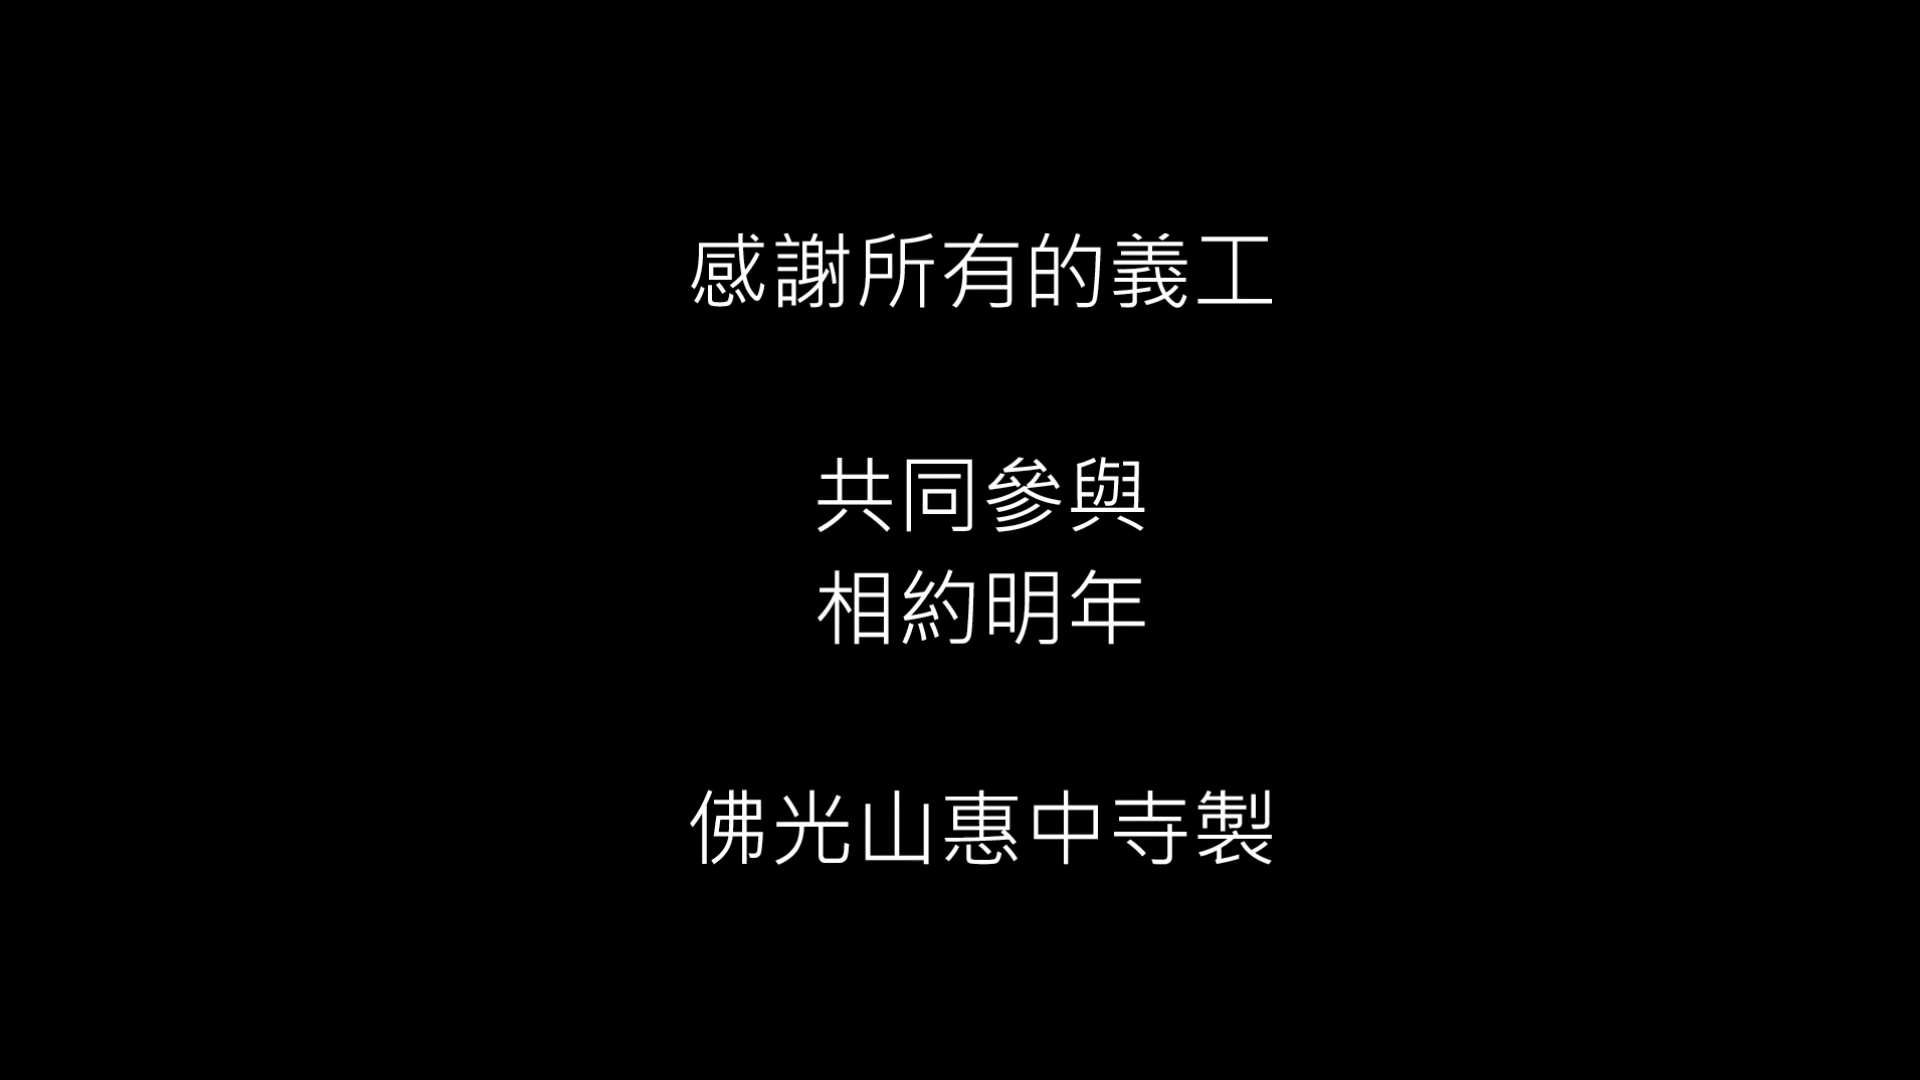 感謝所有的義工
共同參與
相約明年
佛光山惠中寺製